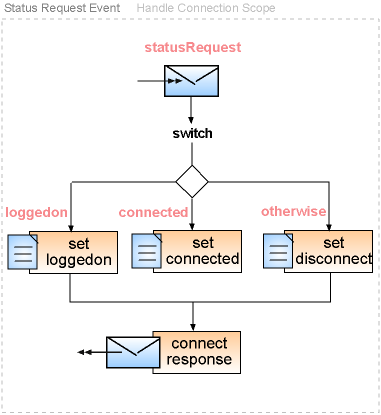 Status Request Event Handle Connection Scope
statusRequest
switch
loggedon connected otherwise
set loggedon
set connected
set disconnect
connect response